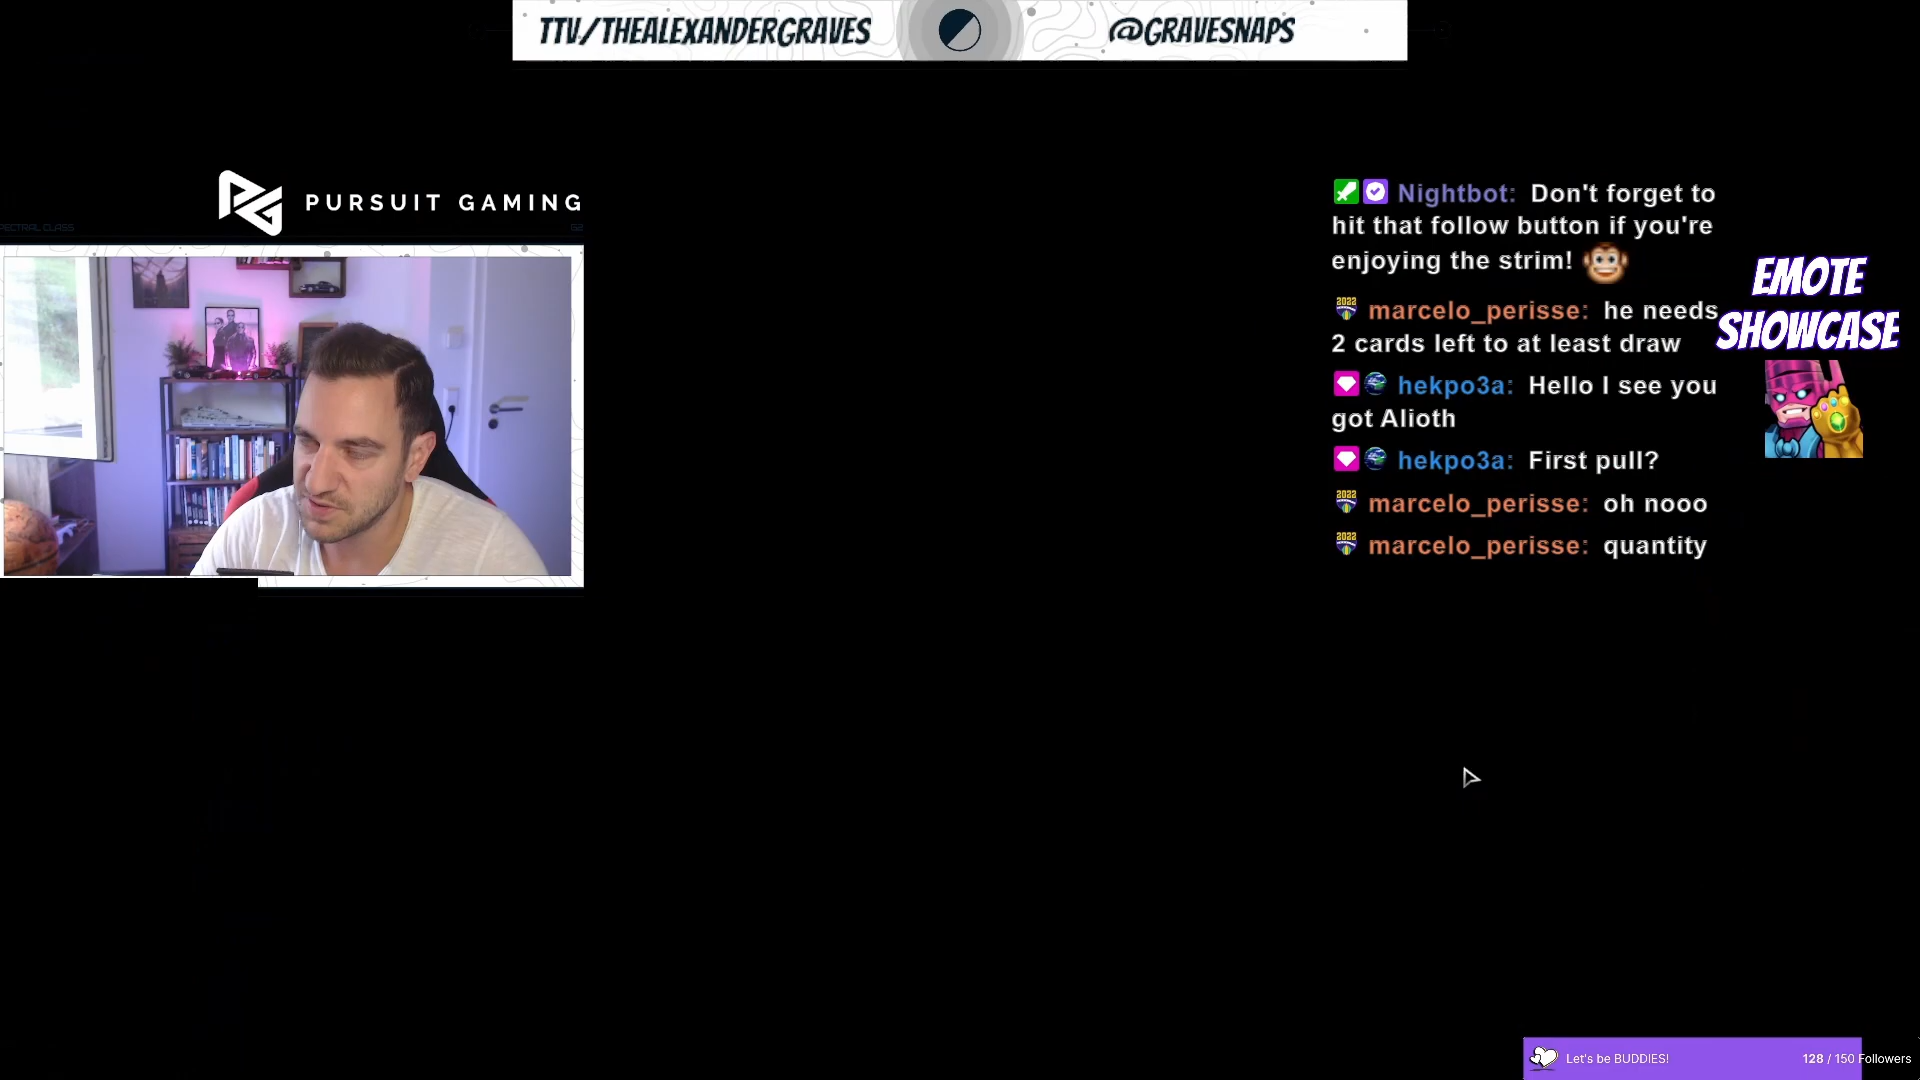 TTV/THEALEXANDERGRAVES
@GRAVESNAPS
PURSUIT GAMING
Nightbot: Don't forget to
hit that follow button if you're
enjoying the strim!
marcelo_perisse: he needs
2 cards left to at least draw
hekpo3a: Hello I see you
got Alioth
hekpo3a: First pull?
marcelo_perisse: oh nooo
marcelo_perisse: quantity
EMOTE
SHOWCASE
Let's be BUDDIES!
128 / 150 Followers